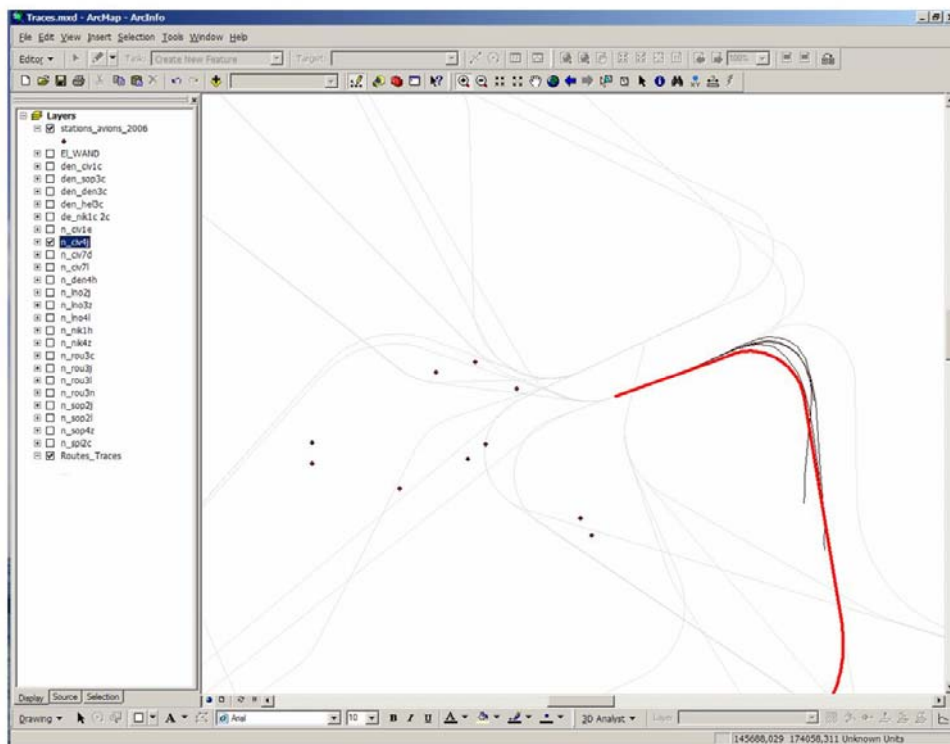 Traces.mxd - ArcMap - ArcInfo
File Edit View Insert Selection Tools Window Help
Editor Task: Create New Feature Target: 100%
Layers
stations_avions_2006
El_WAND
den_civ1c
den_sop3c
den_den3c
den_hel3c
de_nik1c 2c
n_civ1e
n_civ4j
n_civ7d
n_civ7l
n_den4h
n_lno2j
n_lno3z
n_lno4l
n_nik1h
n_nik4z
n_rou3c
n_rou3j
n_rou3l
n_rou3n
n_sop2j
n_sop2l
n_sop4z
n_spi2c
Routes_Traces
Display Source Selection
Drawing A Arial 10 B I U A 3D Analyst Layer
145688,029 174058,311 Unknown Units